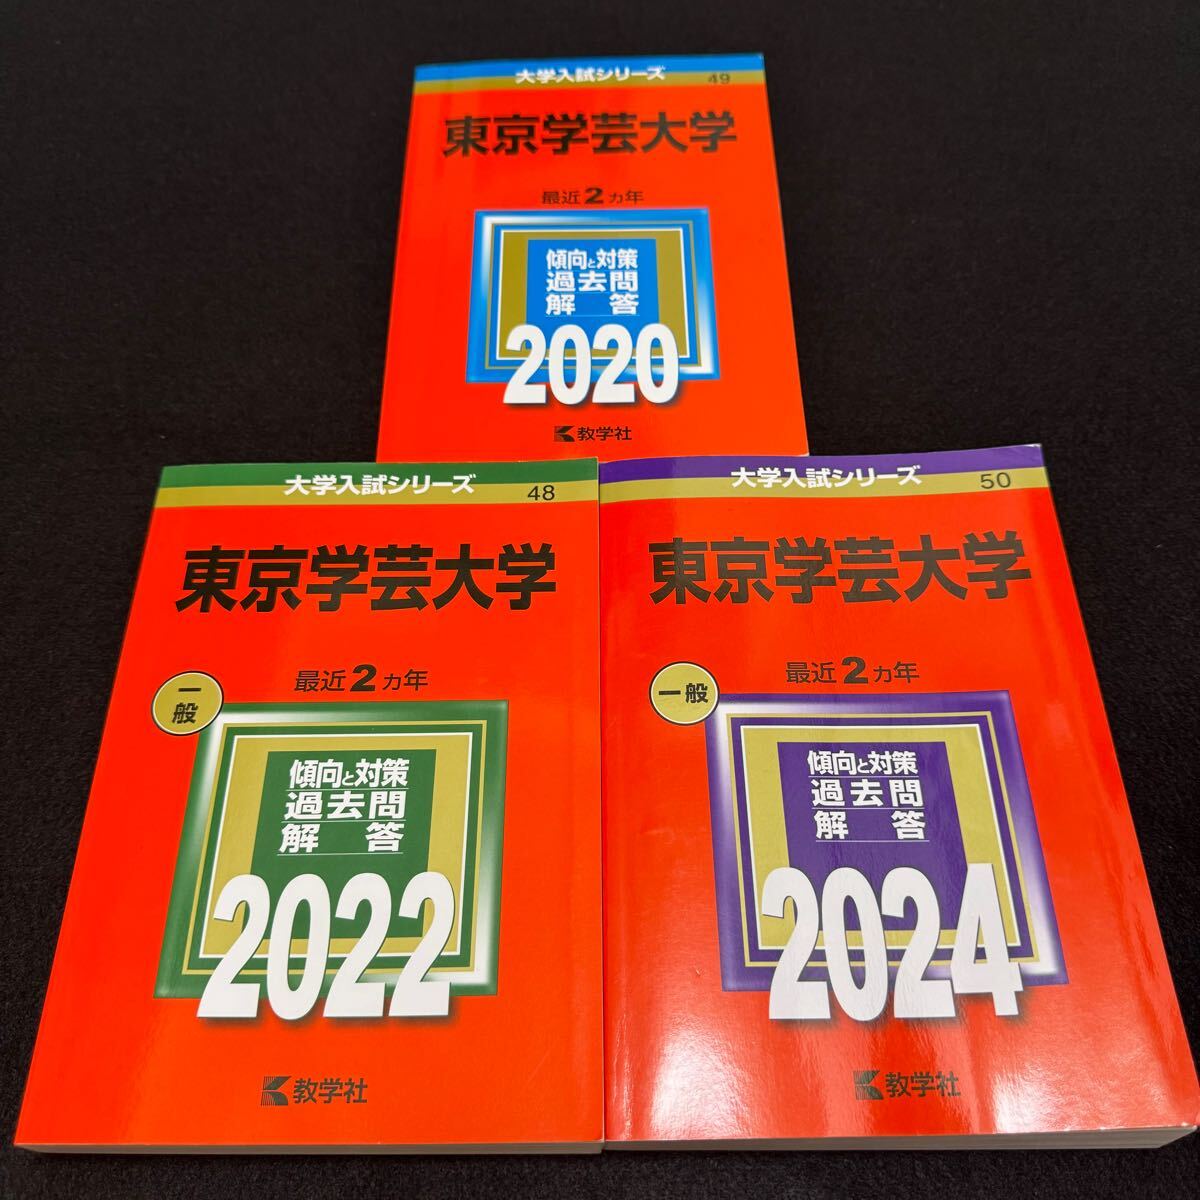 大学入試シリーズ
49
東京学芸大学
最近2カ年
傾向と対策
過去問
解答
2020
教学社
大学入試シリーズ
48
東京学芸大学
最近2カ年
一般
傾向と対策
過去問
解答
2022
教学社
大学入試シリーズ
50
東京学芸大学
最近2カ年
一般
傾向と対策
過去問
解答
2024
教学社